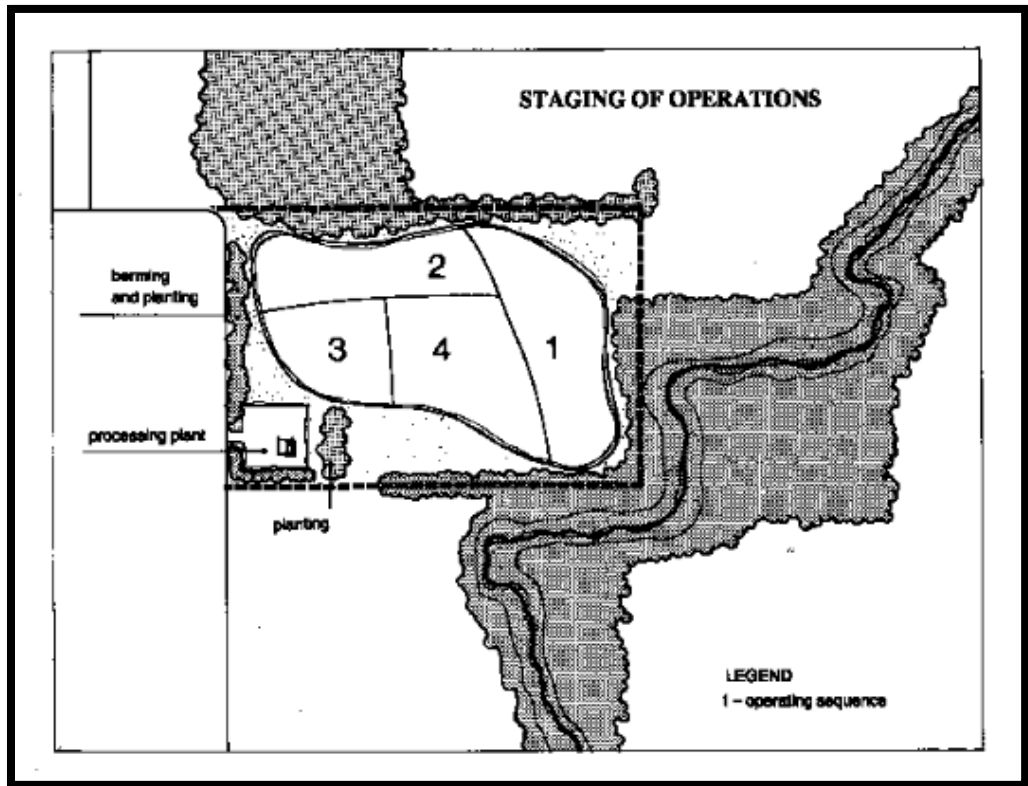 STAGING OF OPERATIONS
berming
and planting
2
3
4
1
processing plant
planting
LEGEND
1 – operating sequence